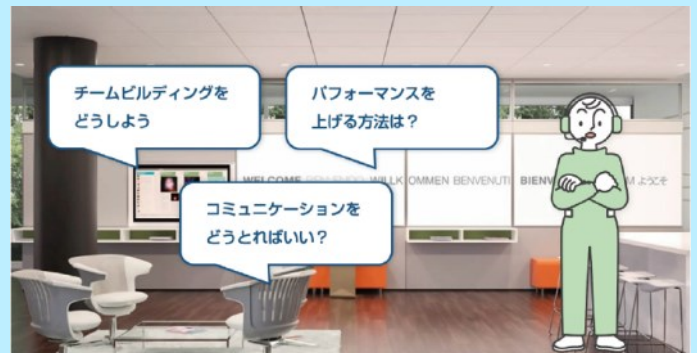 チームビルディングを
どうしよう
パフォーマンスを
上げる方法は？
コミュニケーションを
どうとればいい？
WELCOME
WILLK
OMMEN BENVENUTI
BIENV
M ようこそ